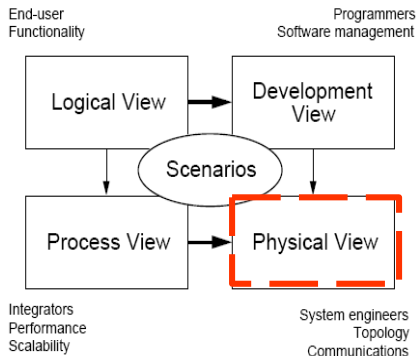 End-user
Functionality
Programmers
Software management
Logical View
Development
View
Scenarios
Process View
Physical View
Integrators
Performance
Scalability
System engineers
Topology
Communications